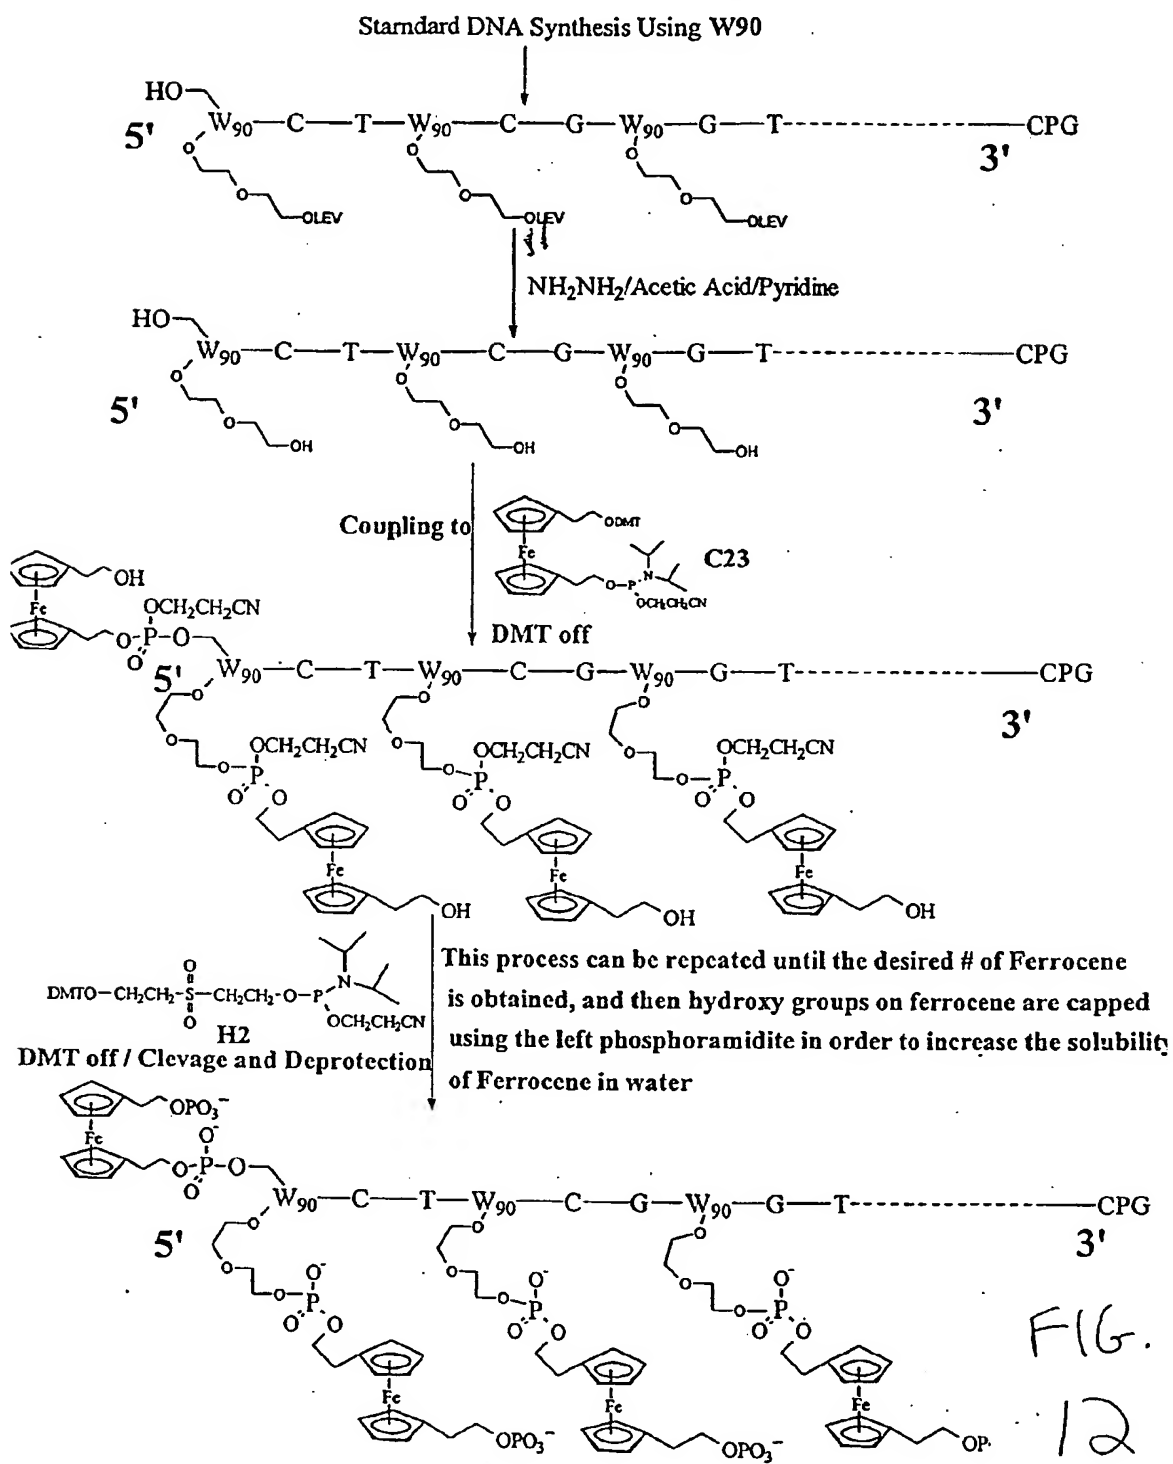 Starndard DNA Synthesis Using W90
HO
5' W90—C—T—W90—C—G—W90—G—T CPG
3'
O O O
O O O
OLEV OLEV OLEV
NH2NH2/Acetic Acid/Pyridine
HO
W90—C—T—W90—C—G—W90—G—T CPG
5' 3'
O O O
O O O
OH OH OH
ODMT
Coupling to Fe N C23
O-P
OCH2CH2CN
OH
Fe OCH2CH2CN
O-P-O
O
DMT off
5' W90—C—T—W90—C—G—W90—G—T CPG
3'
O O O
O O O
OCH2CH2CN OCH2CH2CN OCH2CH2CN
O-P O-P O-P
O O O O O O
Fe Fe Fe
OH OH OH
This process can be repeated until the desired # of Ferrocene
is obtained, and then hydroxy groups on ferrocene are capped
using the left phosphoramidite in order to increase the solubility
of Ferrocene in water
O
DMTO—CH2CH2-S—CH2CH2-O—P N
O
OCH2CH2CN
H2
DMT off / Clevage and Deprotection
OPO3-
Fe O-
O-P-O
O
W90—C—T—W90—C—G—W90—G—T CPG
5' 3'
O O O
O O O
O- O- O-
O-P O-P O-P
O O O O O O
Fe Fe Fe
OPO3- OPO3- OP
FIG.
12